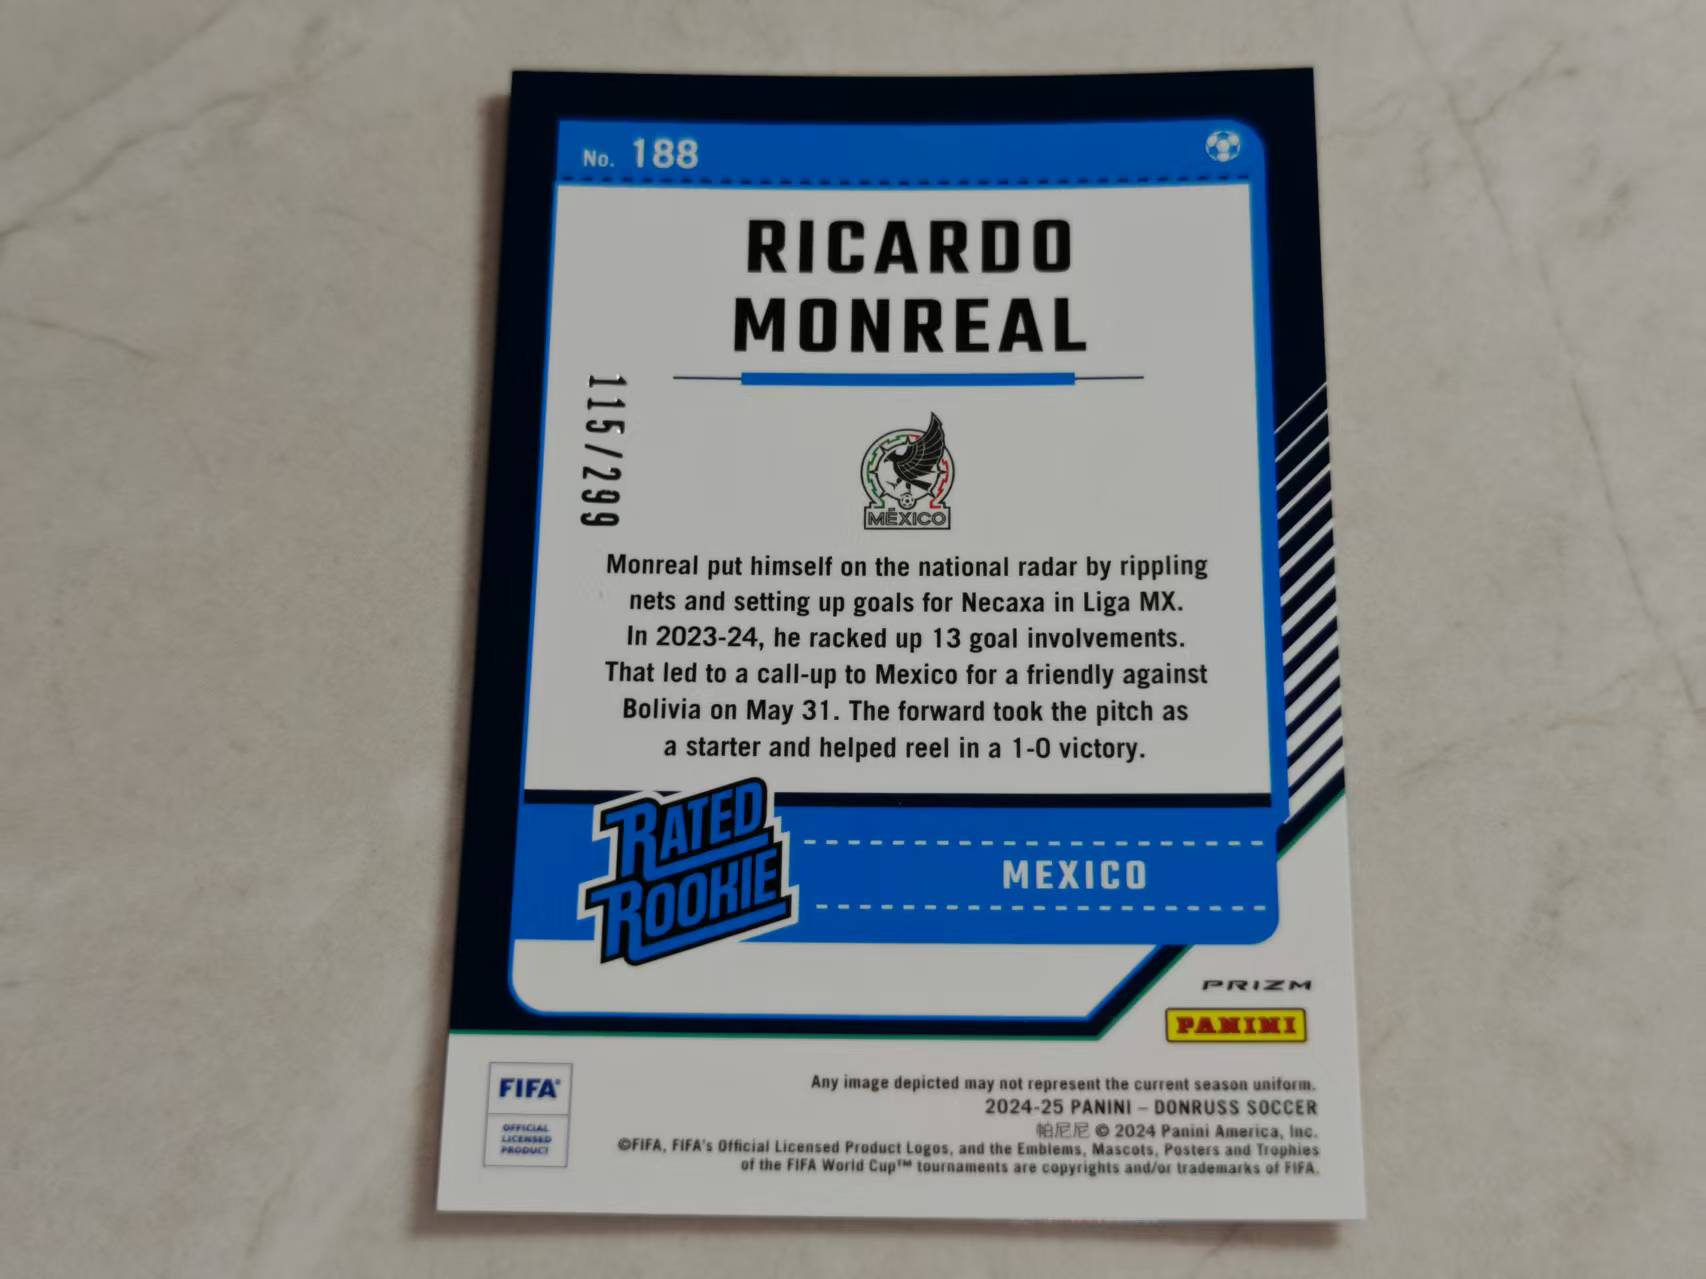 No. 188
RICARDO
MONREAL
115/299
MÉXICO
Monreal put himself on the national radar by rippling
nets and setting up goals for Necaxa in Liga MX.
In 2023-24, he racked up 13 goal involvements.
That led to a call-up to Mexico for a friendly against
Bolivia on May 31. The forward took the pitch as
a starter and helped reel in a 1-0 victory.
RATED
ROOKIE
MEXICO
PRIZM
PANINI
FIFA®
OFFICIAL
LICENSED
PRODUCT
Any image depicted may not represent the current season uniform.
2024-25 PANINI – DONRUSS SOCCER
帕尼尼 © 2024 Panini America, Inc.
©FIFA, FIFA's Official Licensed Product Logos, and the Emblems, Mascots, Posters and Trophies
of the FIFA World Cup™ tournaments are copyrights and/or trademarks of FIFA.